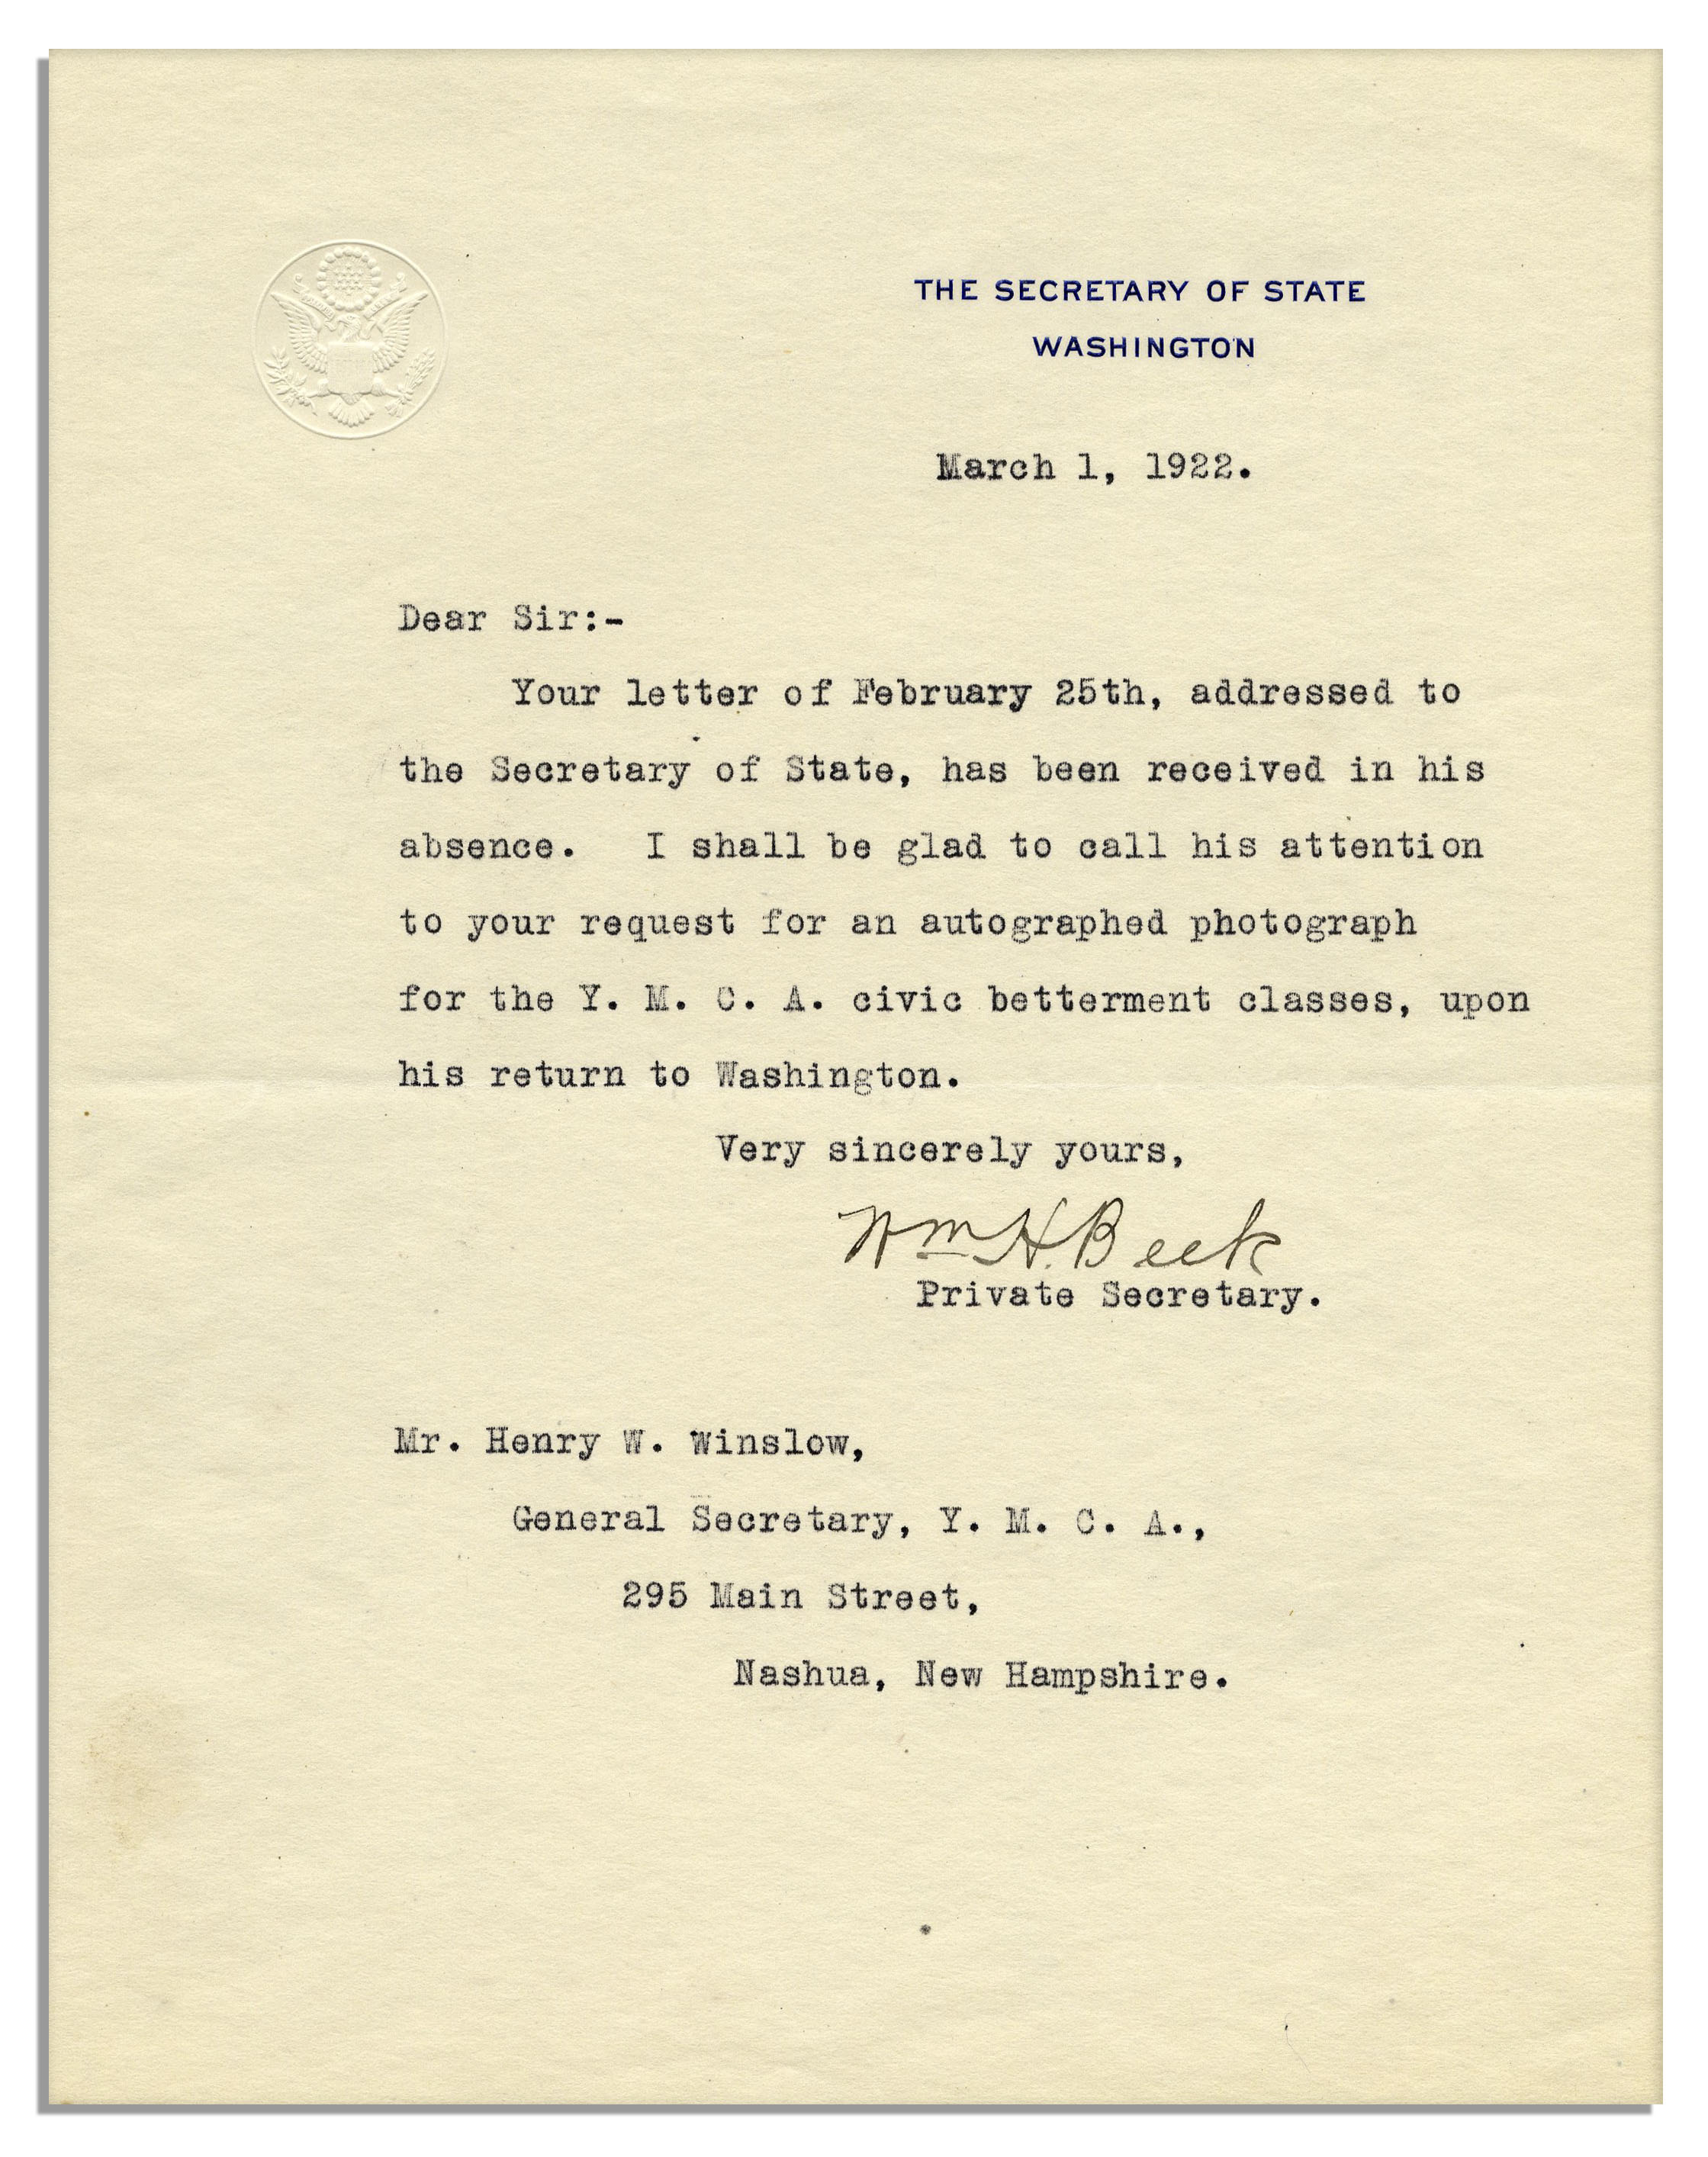 THE SECRETARY OF STATE
WASHINGTON
March 1, 1922.
Dear Sir:-
Your letter of February 25th, addressed to
the Secretary of State, has been received in his
absence. I shall be glad to call his attention
to your request for an autographed photograph
for the Y. M. C. A. civic betterment classes, upon
his return to Washington.
Very sincerely yours,
Wm H. Beck
Private Secretary.
Mr. Henry W. Winslow,
General Secretary, Y. M. C. A.,
295 Main Street,
Nashua, New Hampshire.